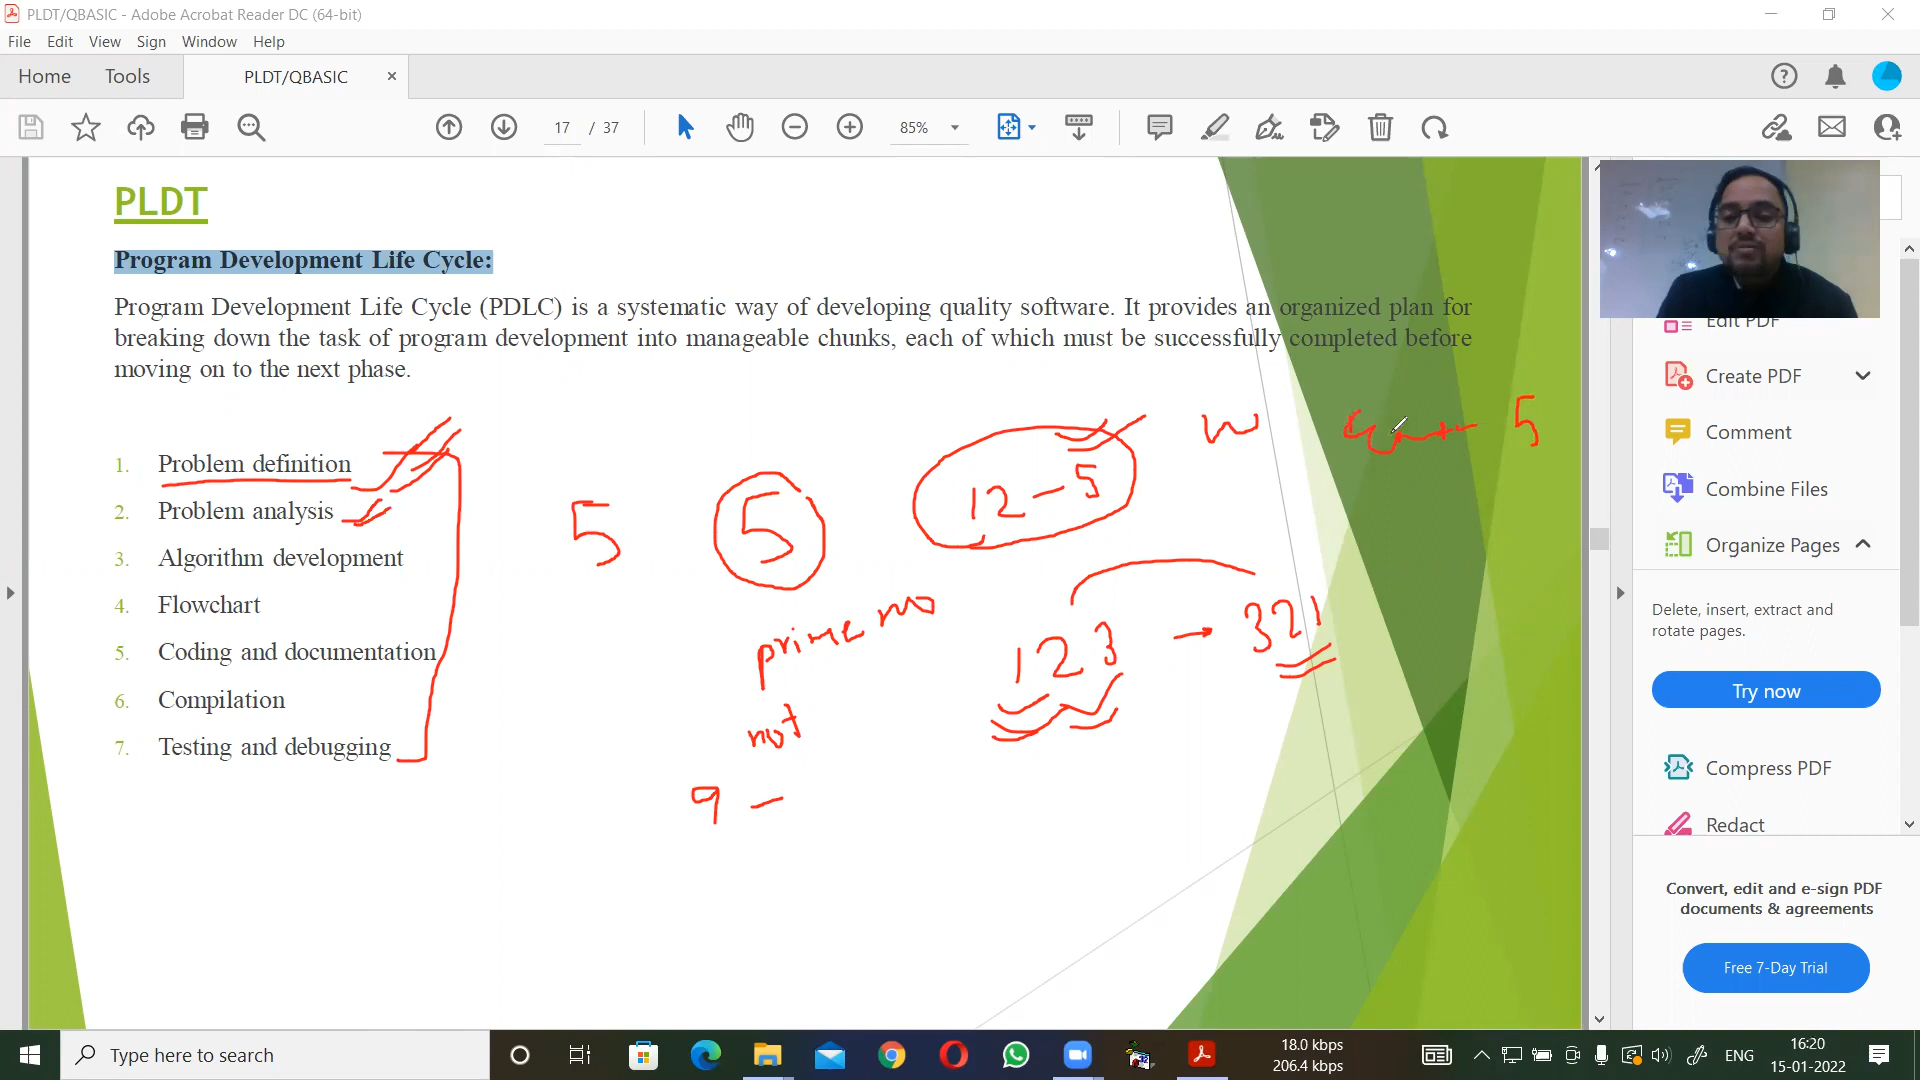 PLDT/QBASIC - Adobe Acrobat Reader DC (64-bit)
File Edit View Sign Window Help
Home Tools PLDT/QBASIC
17 / 37 85%
PLDT
Program Development Life Cycle:
Program Development Life Cycle (PDLC) is a systematic way of developing quality software. It provides an organized plan for
breaking down the task of program development into manageable chunks, each of which must be successfully completed before
moving on to the next phase.
1. Problem definition
2. Problem analysis
3. Algorithm development
4. Flowchart
5. Coding and documentation
6. Compilation
7. Testing and debugging
5 5 12-5 5
prime no
123 → 321
not
9 -
Edit PDF
Create PDF
Comment
Combine Files
Organize Pages
Delete, insert, extract and
rotate pages.
Try now
Compress PDF
Redact
Convert, edit and e-sign PDF
documents & agreements
Free 7-Day Trial
Type here to search
18.0 kbps
206.4 kbps
ENG
16:20
15-01-2022